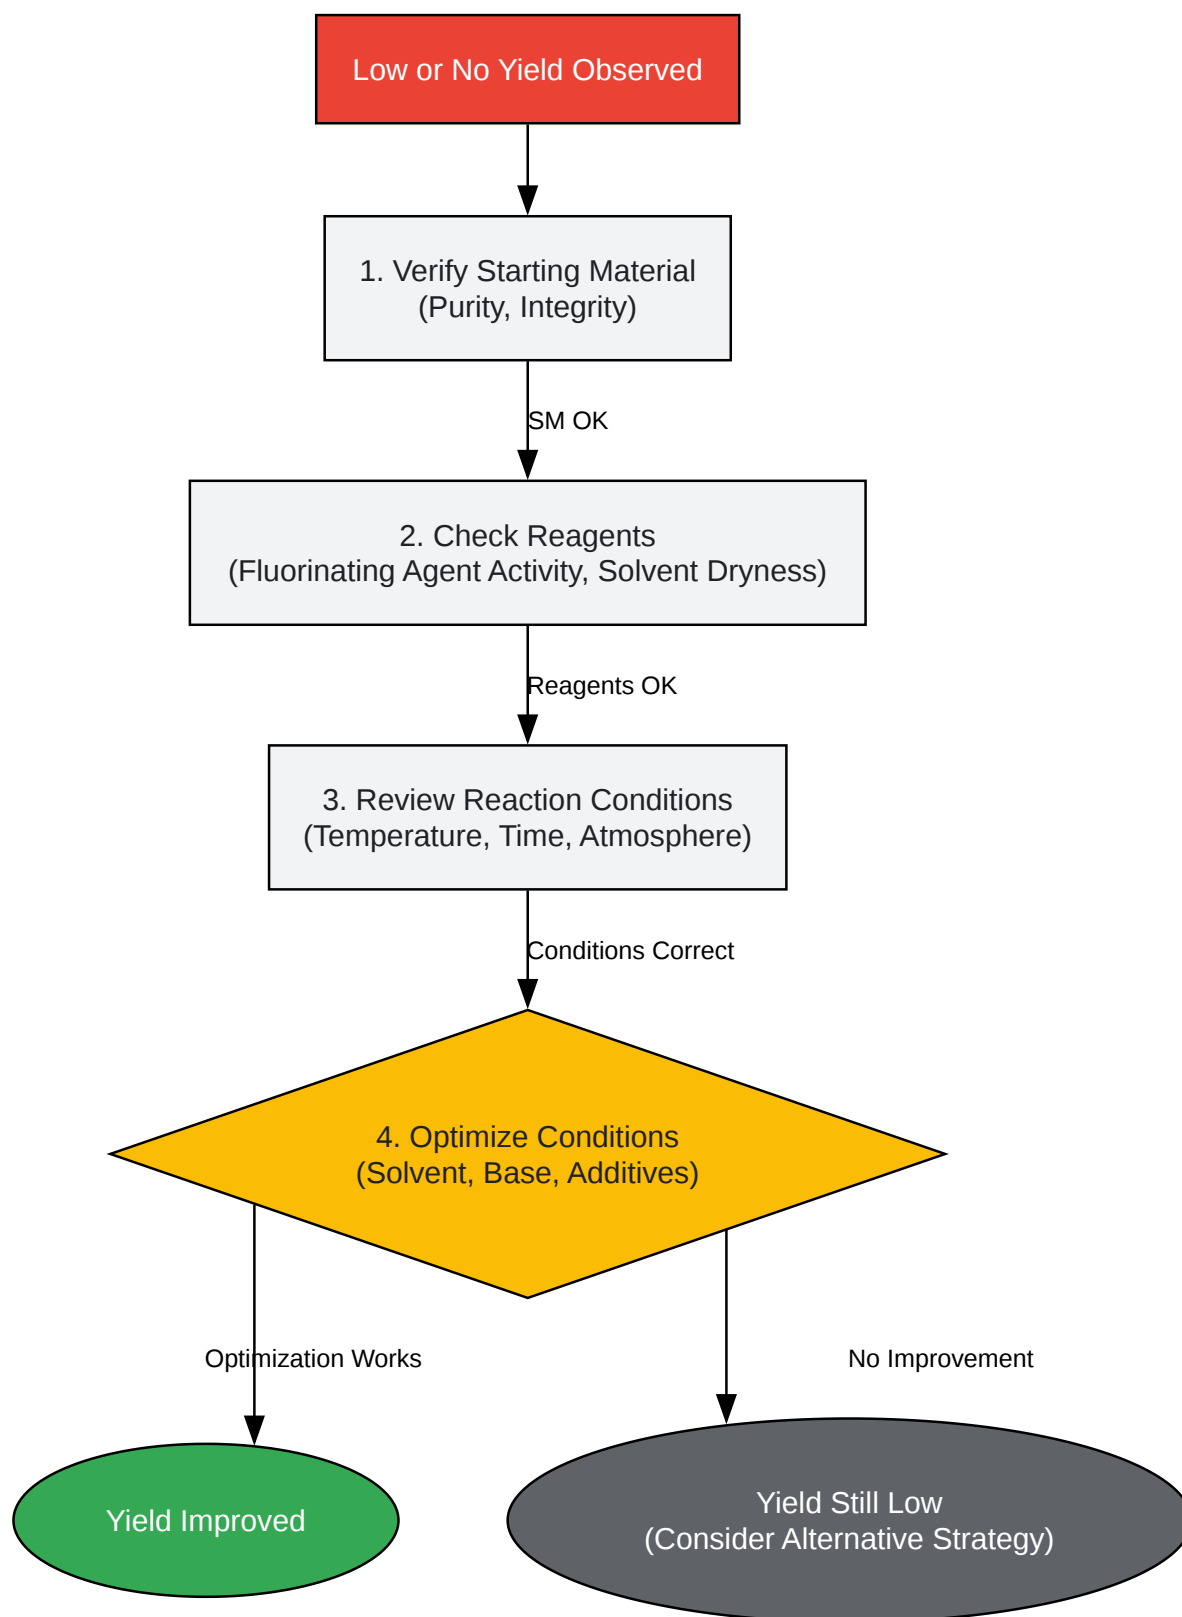 Low or No Yield Observed
1. Verify Starting Material
(Purity, Integrity)
SM OK
2. Check Reagents
(Fluorinating Agent Activity, Solvent Dryness)
Reagents OK
3. Review Reaction Conditions
(Temperature, Time, Atmosphere)
Conditions Correct
4. Optimize Conditions
(Solvent, Base, Additives)
Optimization Works
No Improvement
Yield Improved
Yield Still Low
(Consider Alternative Strategy)